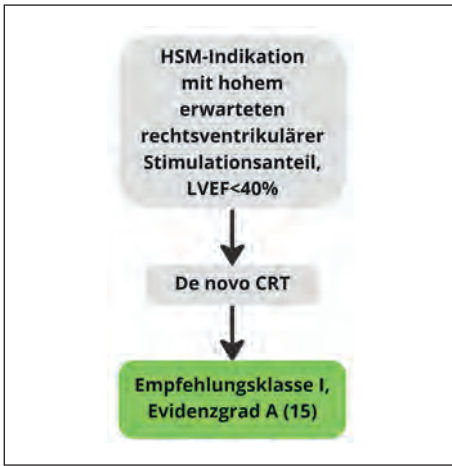 HSM-Indikation
mit hohem
erwarteten
rechtsventrikulärer
Stimulationsanteil,
LVEF<40%
De novo CRT
Empfehlungsklasse I,
Evidenzgrad A (15)